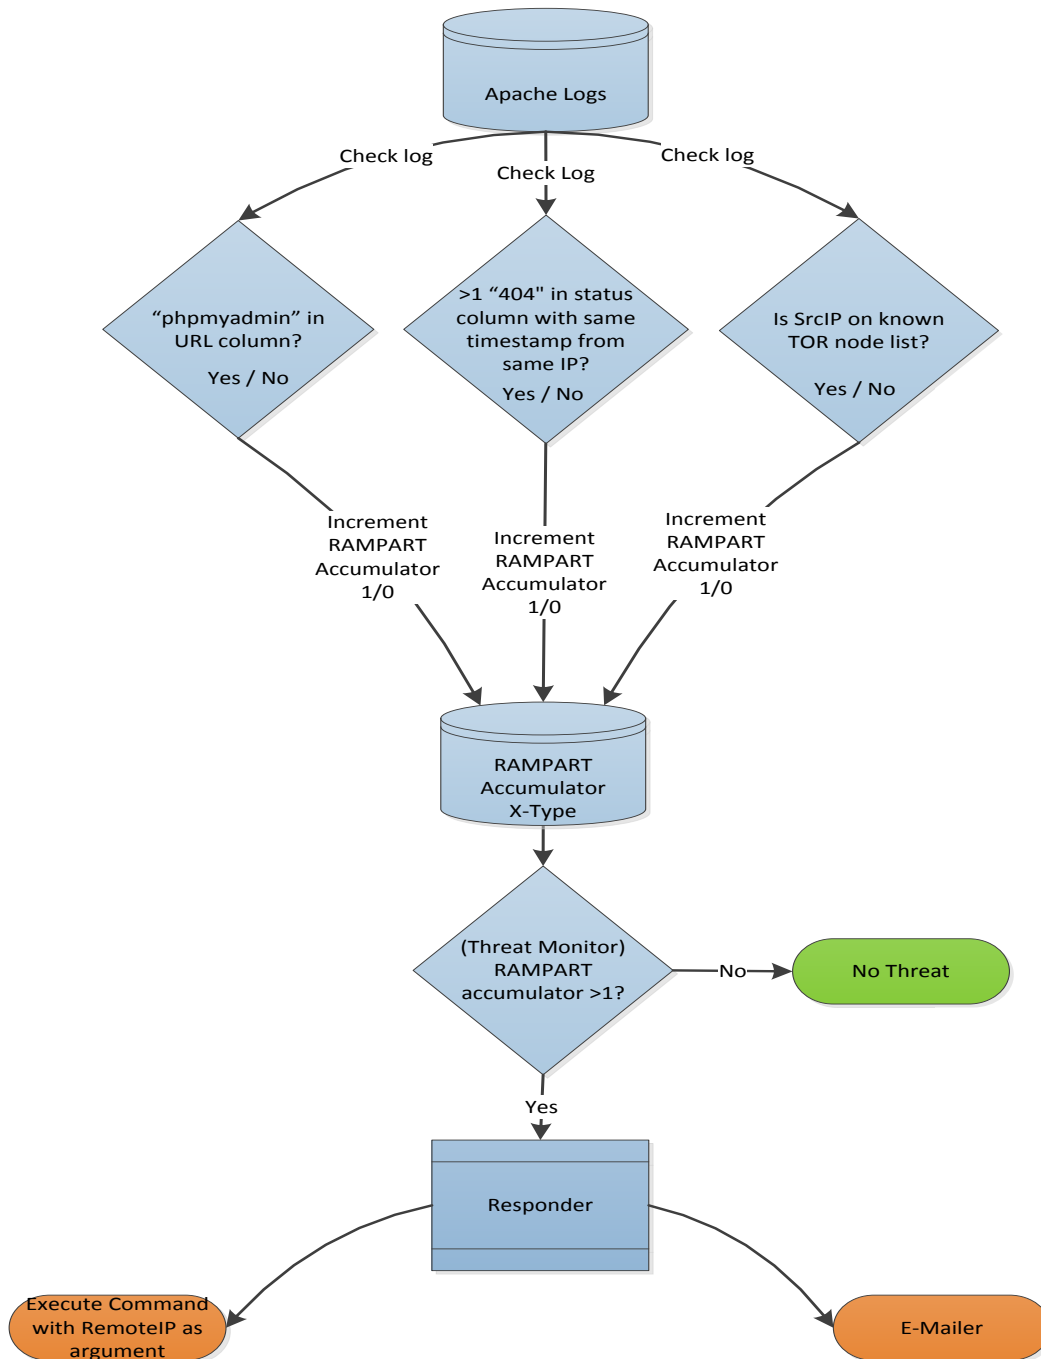 Apache Logs
Check log
Check Log
Check log
“phpmyadmin” in
URL column?
Yes / No
>1 “404" in status
column with same
timestamp from
same IP?
Yes / No
Is SrcIP on known
TOR node list?
Yes / No
Increment
RAMPART
Accumulator
1/0
Increment
RAMPART
Accumulator
1/0
Increment
RAMPART
Accumulator
1/0
RAMPART
Accumulator
X-Type
(Threat Monitor)
RAMPART
accumulator >1?
No
No Threat
Yes
Responder
Execute Command
with RemoteIP as
argument
E-Mailer